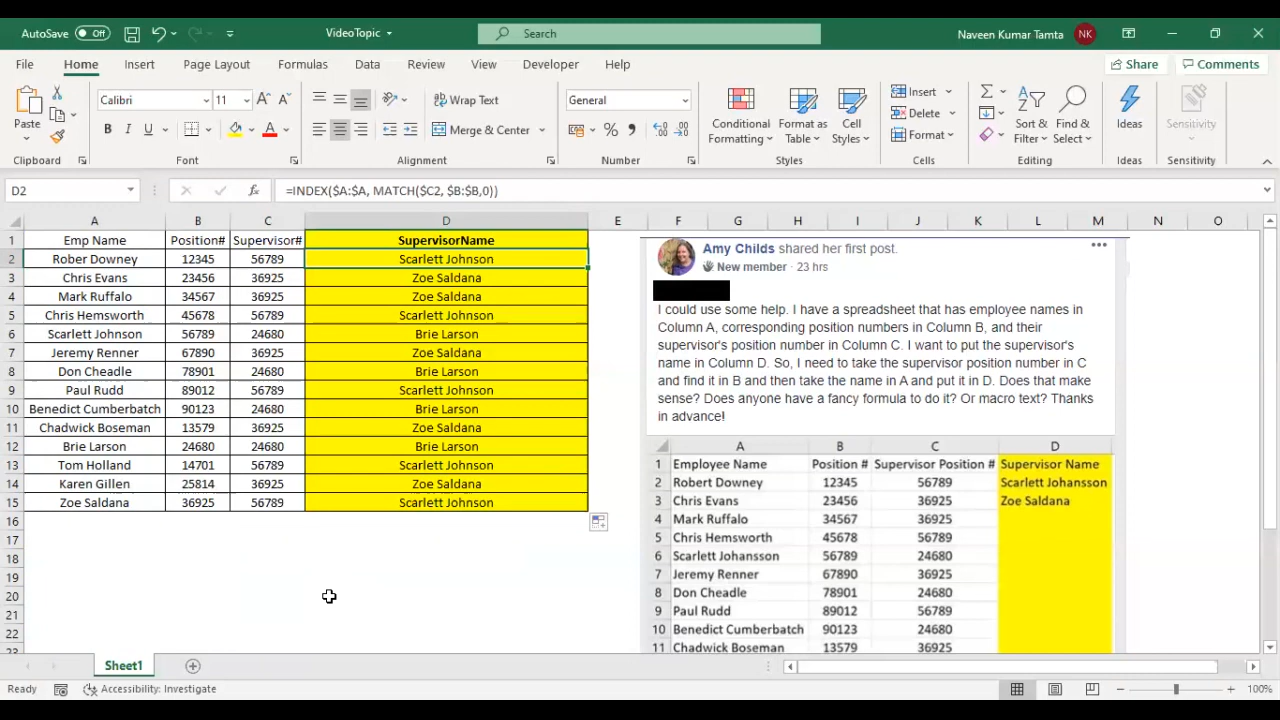 AutoSave Off VideoTopic Search Naveen Kumar Tamta NK
File Home Insert Page Layout Formulas Data Review View Developer Help Share Comments
Paste Calibri 11 A A Wrap Text General Conditional Formatting Format as Table Cell Styles Insert Delete Format Sort & Filter Find & Select Ideas Sensitivity
B I U A Merge & Center % 9
Clipboard Font Alignment Number Styles Cells Editing Ideas Sensitivity
D2 fx =INDEX($A:$A, MATCH($C2, $B:$B,0))
A B C D E F G H I J K L M N O
1 Emp Name Position# Supervisor# SupervisorName
2 Rober Downey 12345 56789 Scarlett Johnson
3 Chris Evans 23456 36925 Zoe Saldana
4 Mark Ruffalo 34567 36925 Zoe Saldana
5 Chris Hemsworth 45678 56789 Scarlett Johnson
6 Scarlett Johnson 56789 24680 Brie Larson
7 Jeremy Renner 67890 36925 Zoe Saldana
8 Don Cheadle 78901 24680 Brie Larson
9 Paul Rudd 89012 56789 Scarlett Johnson
10 Benedict Cumberbatch 90123 24680 Brie Larson
11 Chadwick Boseman 13579 36925 Zoe Saldana
12 Brie Larson 24680 24680 Brie Larson
13 Tom Holland 14701 56789 Scarlett Johnson
14 Karen Gillen 25814 36925 Zoe Saldana
15 Zoe Saldana 36925 56789 Scarlett Johnson
16
17
18
19
20
21
22
23
Amy Childs shared her first post.
New member · 23 hrs
I could use some help. I have a spreadsheet that has employee names in
Column A, corresponding position numbers in Column B, and their
supervisor's position number in Column C. I want to put the supervisor's
name in Column D. So, I need to take the supervisor position number in C
and find it in B and then take the name in A and put it in D. Does that make
sense? Does anyone have a fancy formula to do it? Or macro text? Thanks
in advance!
A B C D
1 Employee Name Position # Supervisor Position # Supervisor Name
2 Robert Downey 12345 56789 Scarlett Johansson
3 Chris Evans 23456 36925 Zoe Saldana
4 Mark Ruffalo 34567 36925
5 Chris Hemsworth 45678 56789
6 Scarlett Johansson 56789 24680
7 Jeremy Renner 67890 36925
8 Don Cheadle 78901 24680
9 Paul Rudd 89012 56789
10 Benedict Cumberbatch 90123 24680
11 Chadwick Boseman 13579 36925
Sheet1
Ready Accessibility: Investigate 100%